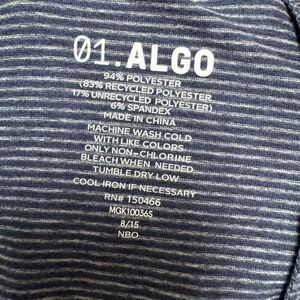 01.ALGO
94% POLYESTER
(83% RECYCLED POLYESTER
17% UNRECYCLED POLYESTER)
6% SPANDEX
MADE IN CHINA
MACHINE WASH COLD
WITH LIKE COLORS
ONLY NON-CHLORINE
BLEACH WHEN NEEDED
TUMBLE DRY LOW
COOL IRON IF NECESSARY
RN# 150466
MGK10036S
8/15
NBO